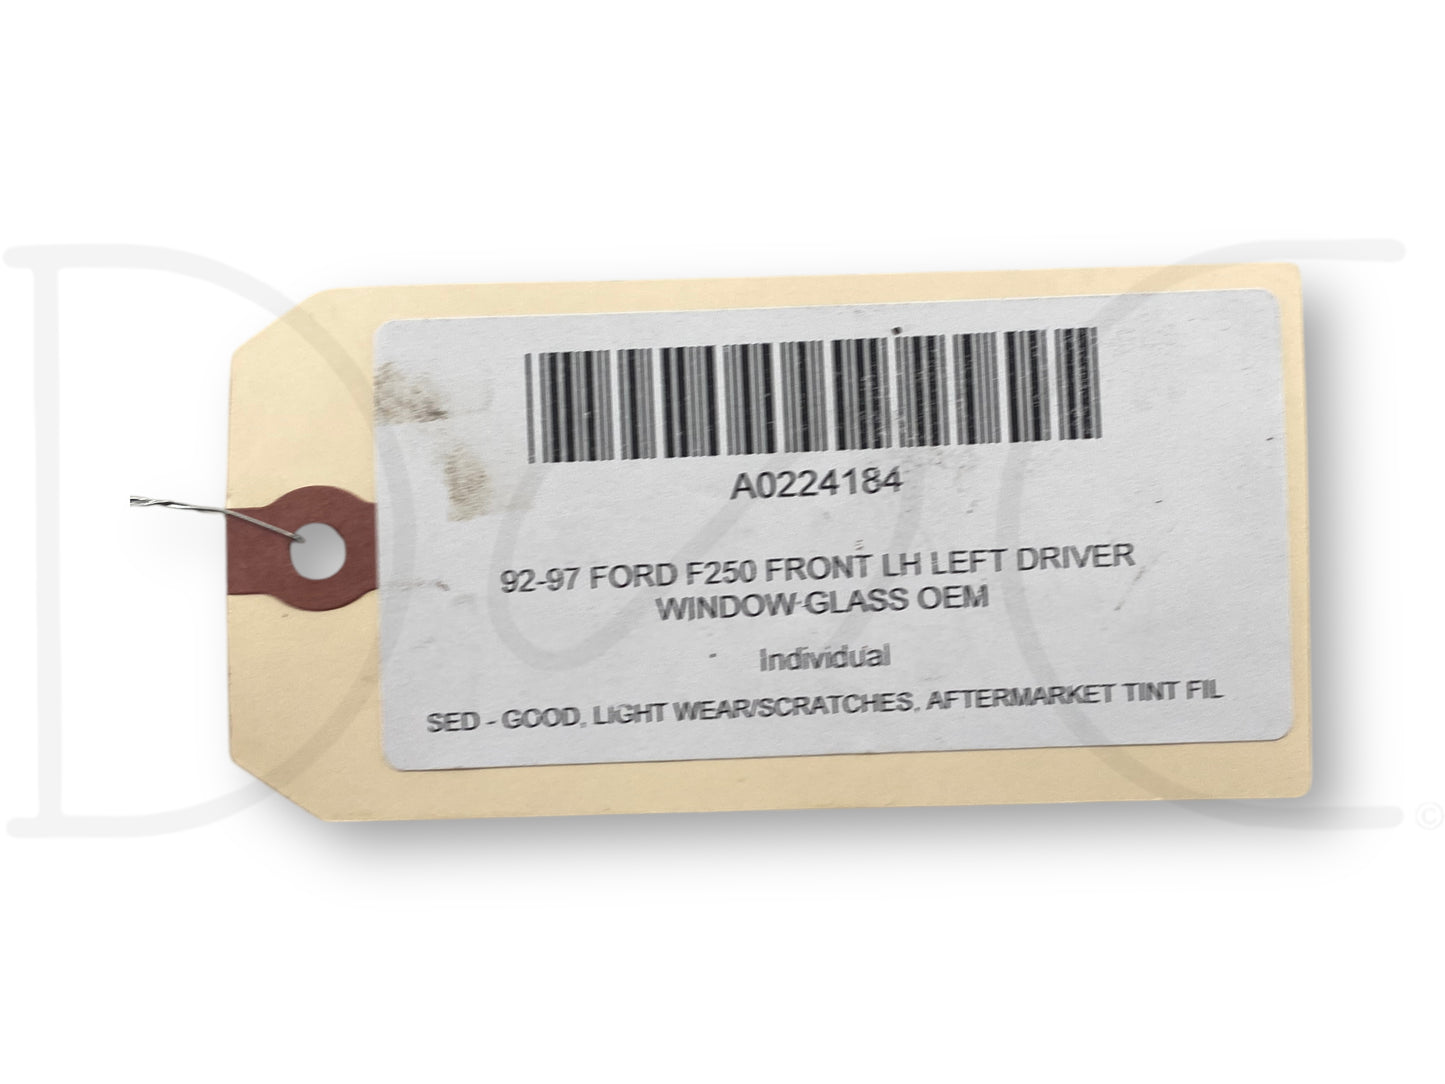 A0224184
92-97 FORD F250 FRONT LH LEFT DRIVER
WINDOW GLASS OEM
Individual
SED - GOOD, LIGHT WEAR/SCRATCHES, AFTERMARKET TINT FIL
©